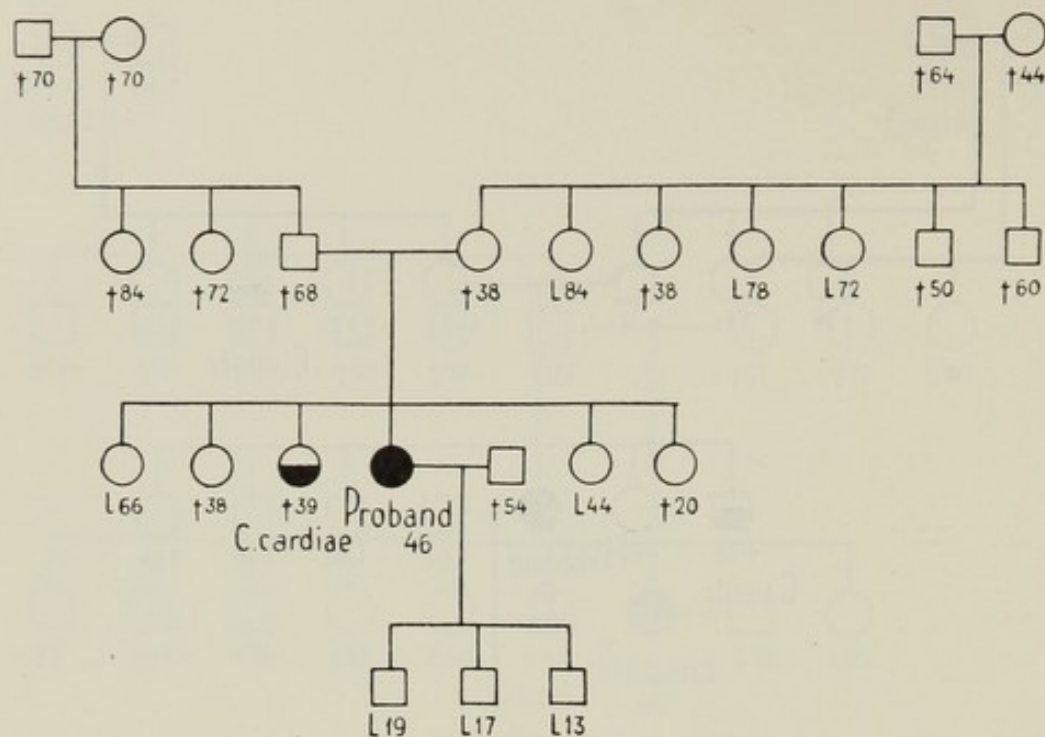 †70 †70 †64 †44
†84 †72 †68 †38 L84 †38 L78 L72 †50 †60
L66 †38 †39 Proband †54 L44 †20
C.cardiae 46
L19 L17 L13